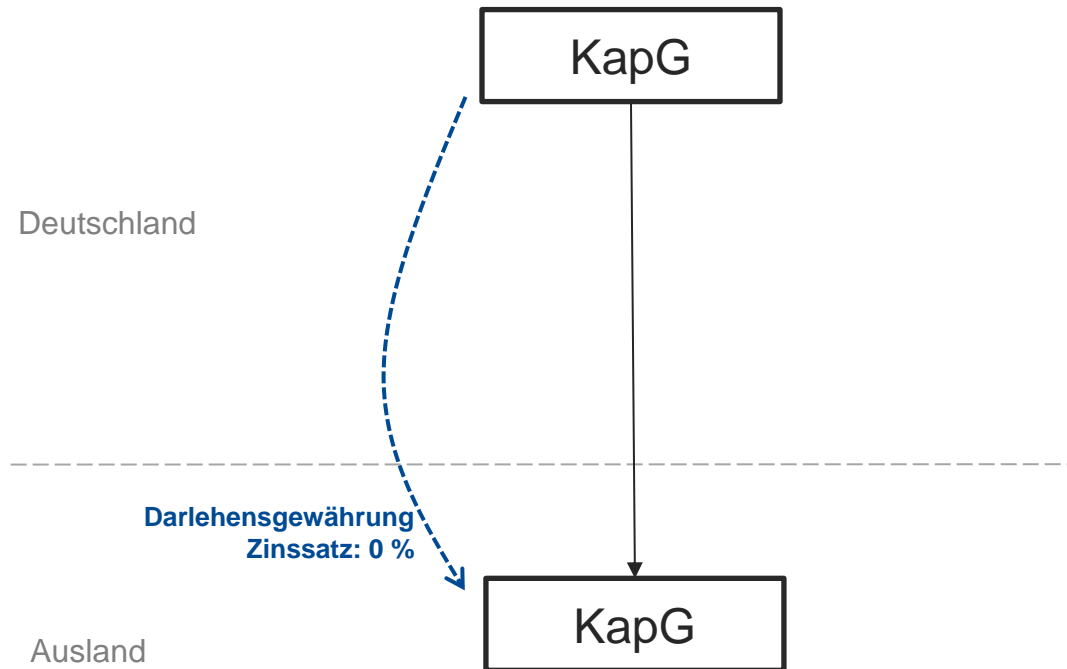 KapG
Deutschland
Darlehensgewährung
Zinssatz: 0 %
KapG
Ausland